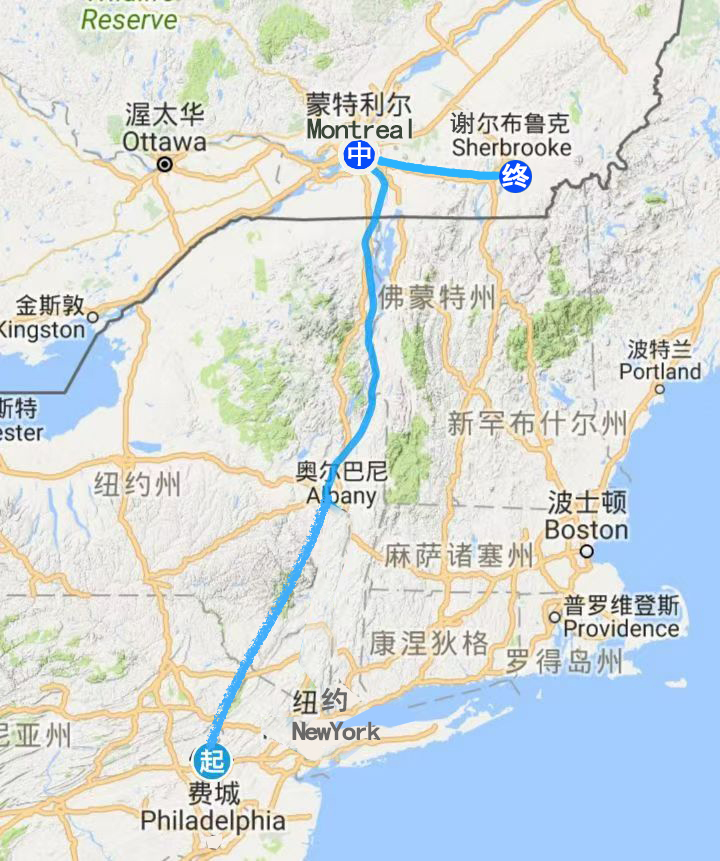 Reserve
渥太华
Ottawa
蒙特利尔
Montreal
中
谢尔布鲁克
Sherbrooke
终
金斯敦
Kingston
佛蒙特州
波特兰
Portland
斯特
ester
新罕布什尔州
纽约州
奥尔巴尼
Albany
波士顿
Boston
麻萨诸塞州
普罗维登斯
Providence
康涅狄格
罗得岛州
纽约
NewYork
尼亚州
起
费城
Philadelphia